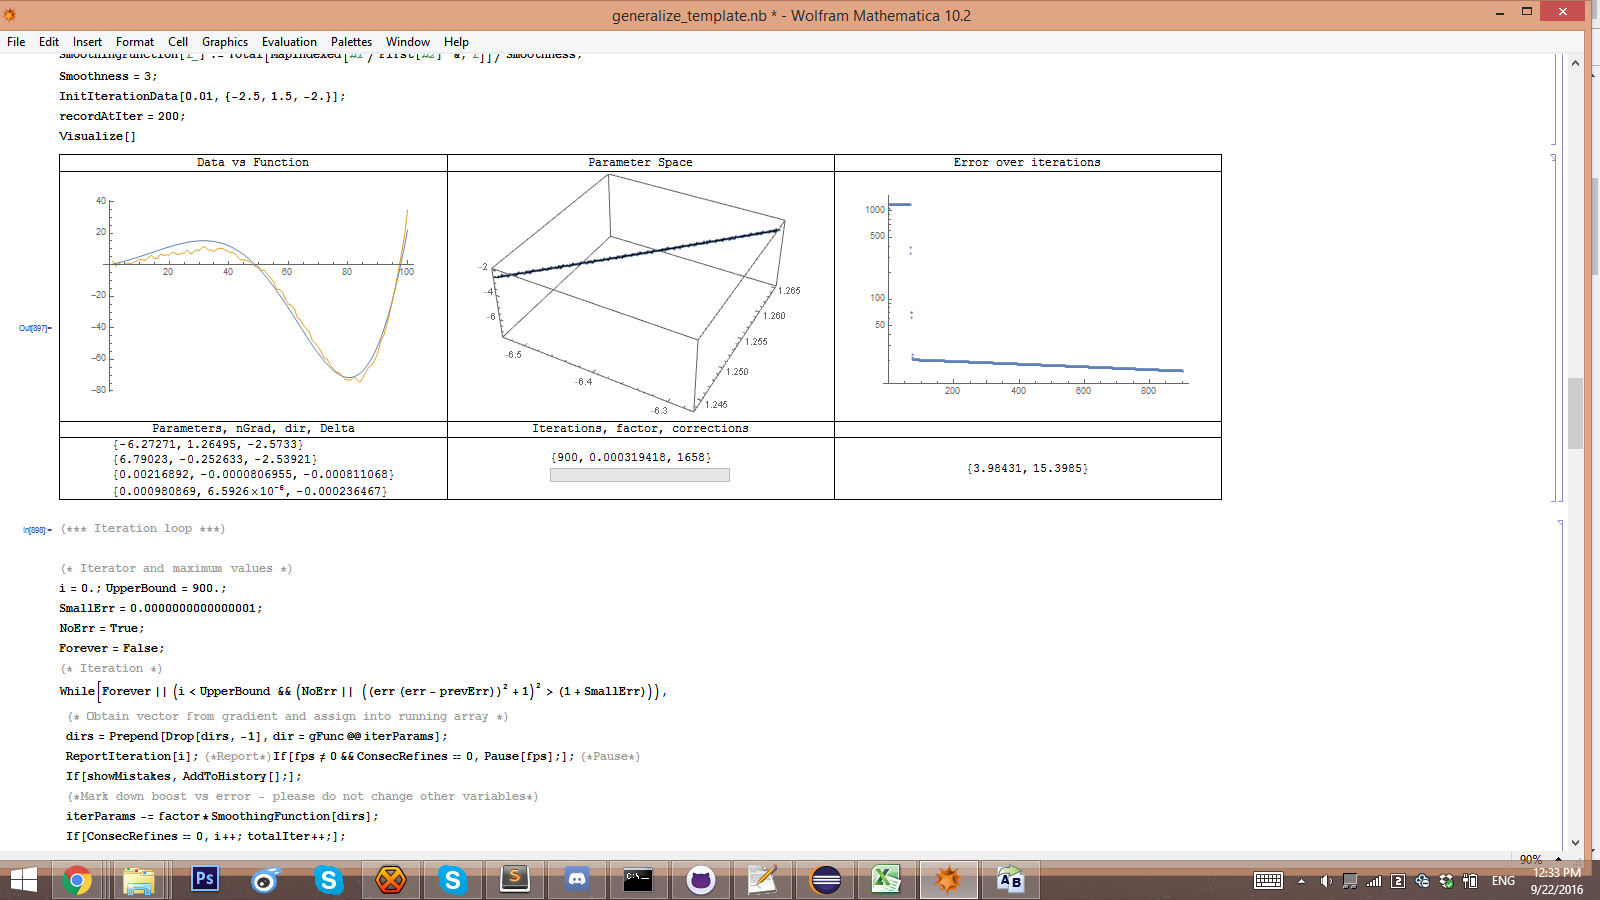 generalize_template.nb * - Wolfram Mathematica 10.2
File Edit Insert Format Cell Graphics Evaluation Palettes Window Help
Smoothness = 3;
InitIterationData[0.01, {-2.5, 1.5, -2.}];
recordAtIter = 200;
Visualize[]
Out[897]=
Data vs Function
40
20
-20
-40
-60
-80
20 40 60 80 100
Parameter Space
-2
-4
-6
-6.5
-6.4
-6.3
1.265
1.260
1.255
1.250
1.245
Error over iterations
1000
500
100
50
200 400 600 800
Parameters, nGrad, dir, Delta
{-6.27271, 1.26495, -2.5733}
{6.79023, -0.252633, -2.53921}
{0.00216892, -0.0000806955, -0.000811068}
{0.000980869, 6.5926×10⁻⁶, -0.000236467}
Iterations, factor, corrections
{900, 0.000319418, 1658}
{3.98431, 15.3985}
In[898]:=
(*** Iteration loop ***)
(* Iterator and maximum values *)
i = 0.; UpperBound = 900.;
SmallErr = 0.0000000000000001;
NoErr = True;
Forever = False;
(* Iteration *)
While[Forever || (i < UpperBound && (NoErr || ((err (err - prevErr))² + 1)² > (1 + SmallErr))),
(* Obtain vector from gradient and assign into running array *)
dirs = Prepend[Drop[dirs, -1], dir = gFunc @@ iterParams];
ReportIteration[i]; (*Report*) If[fps ≠ 0 && ConsecRefines == 0, Pause[fps];]; (*Pause*)
If[showMistakes, AddToHistory[];];
(*Mark down boost vs error - please do not change other variables*)
iterParams -= factor * SmoothingFunction[dirs];
If[ConsecRefines == 0, i++; totalIter++;];
90%
Ps
S
S
S
C:\_
AB
2
ENG
12:33 PM
9/22/2016